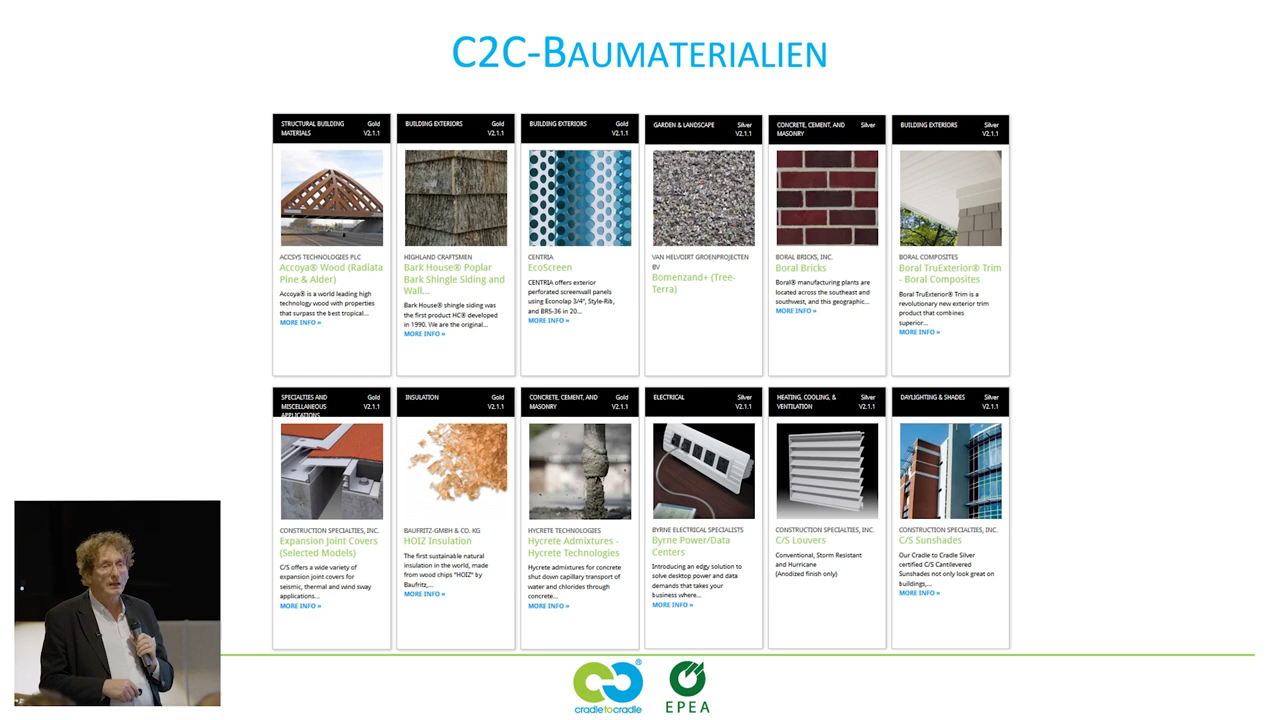 C2C-BAUMATERIALIEN
STRUCTURAL BUILDING MATERIALS Gold V2.1.1
ACCSYS TECHNOLOGIES PLC
Accoya® Wood (Radiata
Pine & Alder)
Accoya® is a world leading high
technology wood with properties
that surpass the best tropical...
MORE INFO »
BUILDING EXTERIORS Gold V2.1.1
HIGHLAND CRAFTSMEN
Bark House® Poplar
Bark Shingle Siding and
Wall...
Bark House® shingle siding was
the first product HC® developed
in 1990. We are the original...
MORE INFO »
BUILDING EXTERIORS Gold V2.1.1
CENTRIA
EcoScreen
CENTRIA offers exterior
perforated screenwall panels
using Econolap 3/4", Style-Rib,
and BR5-36 in 20...
MORE INFO »
GARDEN & LANDSCAPE Silver V2.1.1
VAN HELVOIRT GROENPROJECTEN
BV
Bomenzand+ (Tree-
Terra)
CONCRETE, CEMENT, AND MASONRY Silver
BORAL BRICKS, INC.
Boral Bricks
Boral® manufacturing plants are
located across the southeast and
southwest, and this geographic...
MORE INFO »
BUILDING EXTERIORS Silver V2.1.1
BORAL COMPOSITES
Boral TruExterior® Trim
- Boral Composites
Boral TruExterior® Trim is a
revolutionary new exterior trim
product that combines
superior...
MORE INFO »
SPECIALTIES AND MISCELLANEOUS APPLICATIONS Gold V2.1.1
CONSTRUCTION SPECIALTIES, INC.
Expansion Joint Covers
(Selected Models)
C/S offers a wide variety of
expansion joint covers for
seismic, thermal and wind sway
applications...
MORE INFO »
INSULATION Gold V2.1.1
BAUFRITZ-GMBH & CO. KG
HOIZ Insulation
The first sustainable natural
insulation in the world, made
from wood chips "HOIZ" by
Baufritz,...
MORE INFO »
CONCRETE, CEMENT, AND MASONRY Gold V2.1.1
HYCRETE TECHNOLOGIES
Hycrete Admixtures -
Hycrete Technologies
Hycrete admixtures for concrete
shut down capillary transport of
water and chlorides through
concrete...
MORE INFO »
ELECTRICAL Silver V2.1.1
BYRNE ELECTRICAL SPECIALISTS
Byrne Power/Data
Centers
Introducing an edgy solution to
solve desktop power and data
demands that takes your
business where...
MORE INFO »
HEATING, COOLING, & VENTILATION Silver V2.1.1
CONSTRUCTION SPECIALTIES, INC.
C/S Louvers
Conventional, Storm Resistant
and Hurricane
(Anodized finish only)
DAYLIGHTING & SHADES Silver V2.1.1
CONSTRUCTION SPECIALTIES, INC.
C/S Sunshades
Our Cradle to Cradle Silver
certified C/S Cantilevered
Sunshades not only look great on
buildings,...
MORE INFO »
®
cradletocradle
EPEA